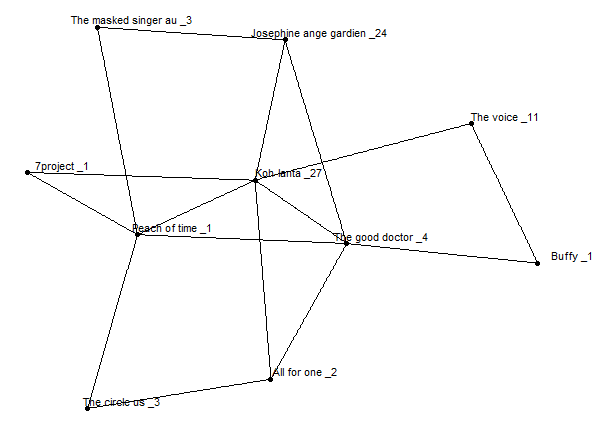 The masked singer au _3
Josephine ange gardien _24
The voice _11
7project _1
Koh-lanta _27
Peach of time _1
The good doctor _4
Buffy _1
All for one _2
The circle us _3